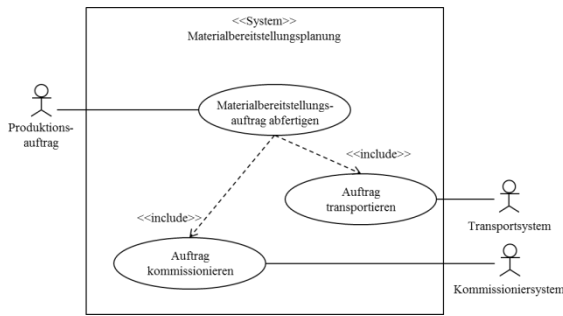 <<System>>
Materialbereitstellungsplanung
Materialbereitstellungs-
auftrag abfertigen
Produktions-
auftrag
<<include>>
Auftrag
transportieren
Transportsystem
<<include>>
Auftrag
kommissionieren
Kommissioniersystem